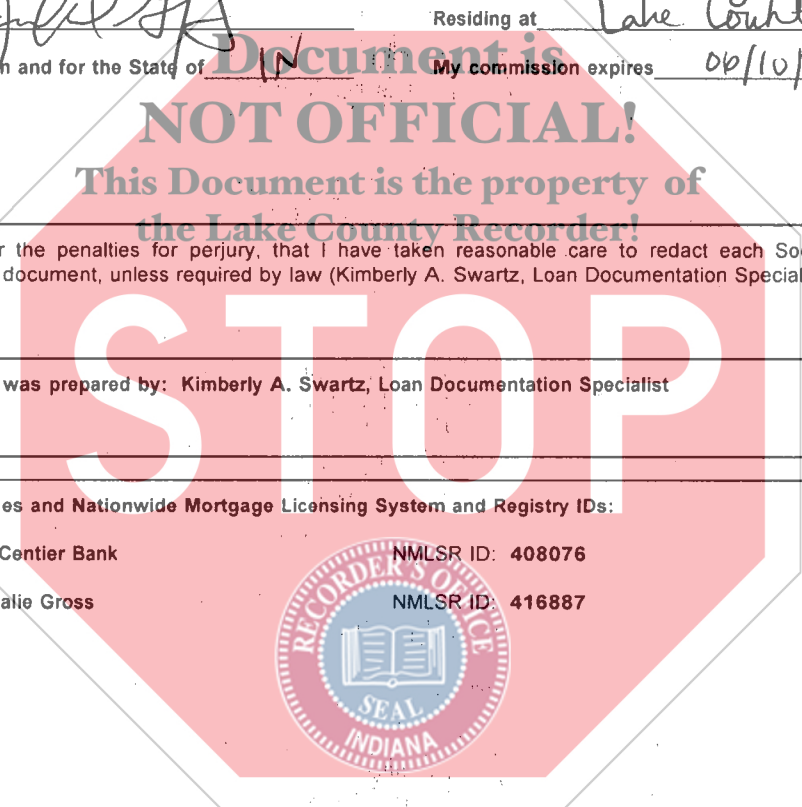 Residing at Lake Count
n and for the State of IN My commission expires 06/10/
Document is
NOT OFFICIAL!
This Document is the property of
the Lake County Recorder!
r the penalties for perjury, that I have taken reasonable care to redact each So
document, unless required by law (Kimberly A. Swartz, Loan Documentation Special
STOP
was prepared by: Kimberly A. Swartz, Loan Documentation Specialist
es and Nationwide Mortgage Licensing System and Registry IDs:
Centier Bank NMLSR ID: 408076
alie Gross NMLSR ID: 416887
RECORDER'S OFFICE
SEAL
INDIANA